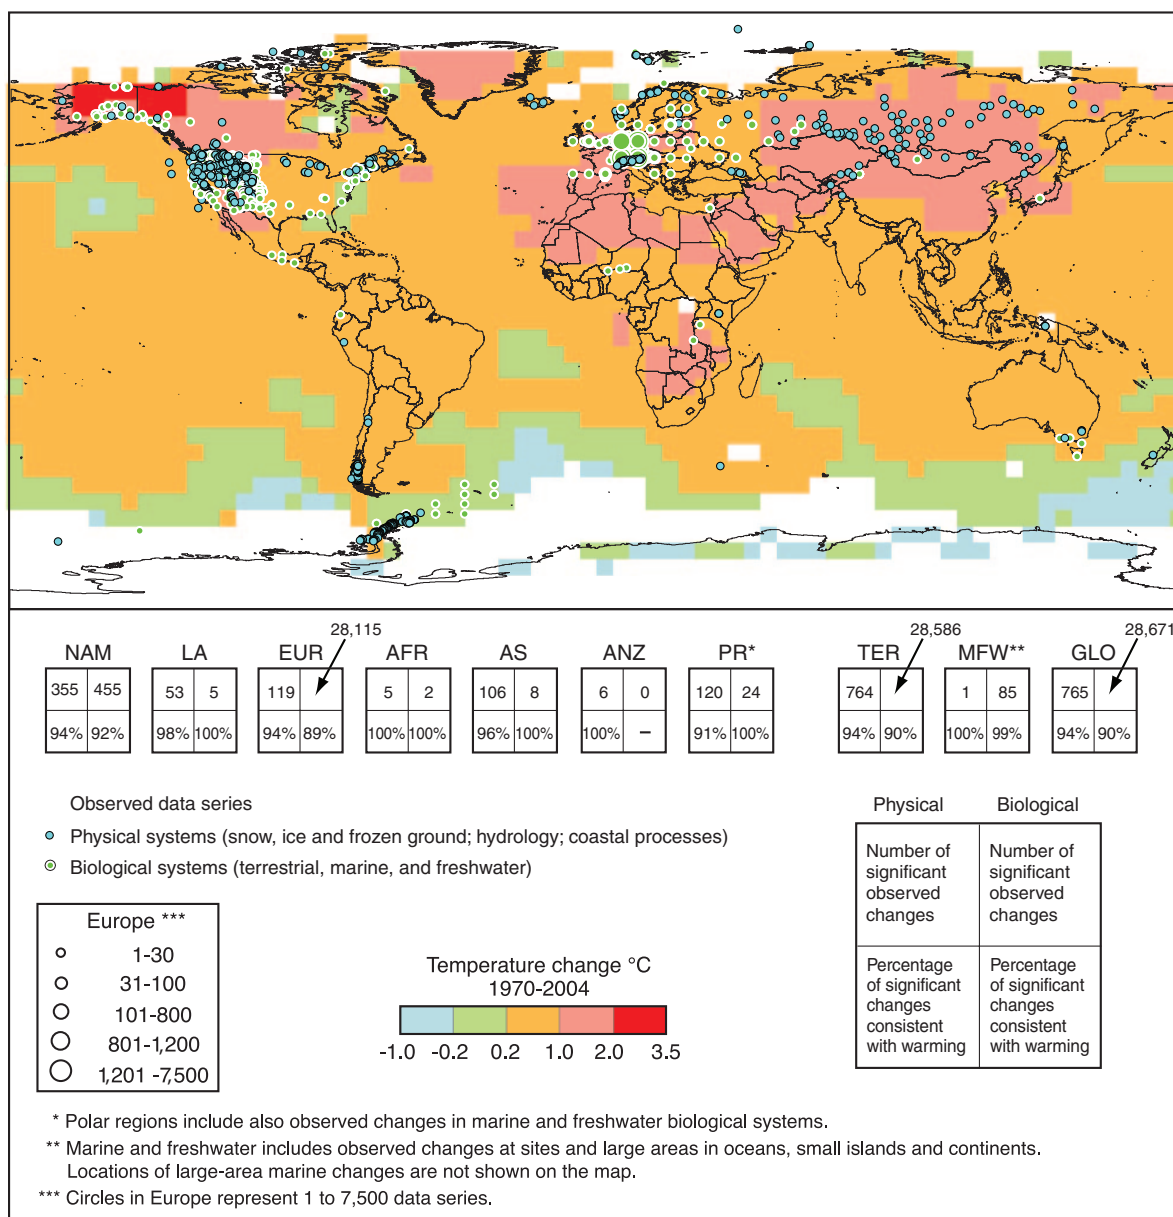 28,115
28,586
28,671
NAM LA EUR AFR AS ANZ PR* TER MFW** GLO
355 455 53 5 119 5 2 106 8 6 0 120 24 764 1 85 765
94% 92% 98% 100% 94% 89% 100% 100% 96% 100% 100% – 91% 100% 94% 90% 100% 99% 94% 90%
Observed data series
Physical systems (snow, ice and frozen ground; hydrology; coastal processes)
Biological systems (terrestrial, marine, and freshwater)
Physical Biological
Number of significant observed changes
Number of significant observed changes
Percentage of significant changes consistent with warming
Percentage of significant changes consistent with warming
Europe ***
1-30
31-100
101-800
801-1,200
1,201 -7,500
Temperature change °C
1970-2004
-1.0 -0.2 0.2 1.0 2.0 3.5
* Polar regions include also observed changes in marine and freshwater biological systems.
** Marine and freshwater includes observed changes at sites and large areas in oceans, small islands and continents.
Locations of large-area marine changes are not shown on the map.
*** Circles in Europe represent 1 to 7,500 data series.